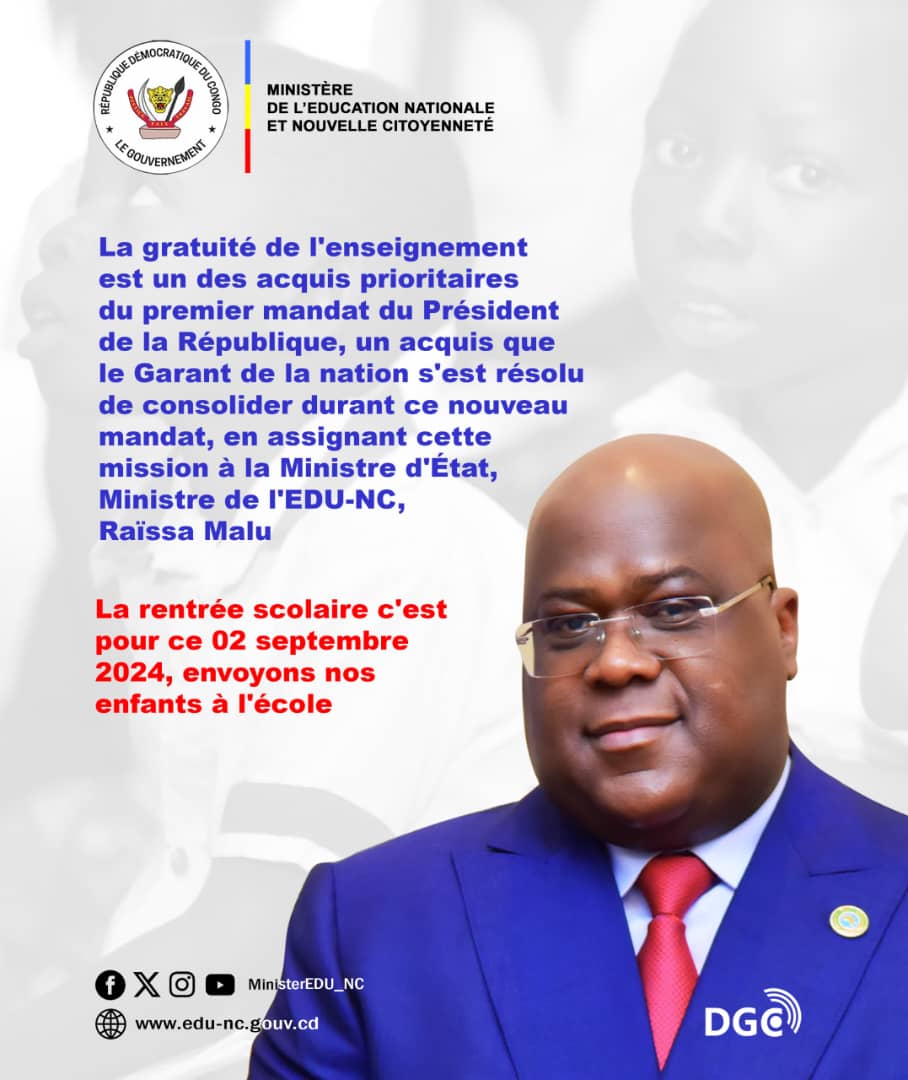 RÉPUBLIQUE DÉMOCRATIQUE DU CONGO
LE GOUVERNEMENT
MINISTÈRE
DE L'EDUCATION NATIONALE
ET NOUVELLE CITOYENNETÉ
La gratuité de l'enseignement
est un des acquis prioritaires
du premier mandat du Président
de la République, un acquis que
le Garant de la nation s'est résolu
de consolider durant ce nouveau
mandat, en assignant cette
mission à la Ministre d'État,
Ministre de l'EDU-NC,
Raïssa Malu
La rentrée scolaire c'est
pour ce 02 septembre
2024, envoyons nos
enfants à l'école
MinisterEDU_NC
www.edu-nc.gouv.cd
DGC